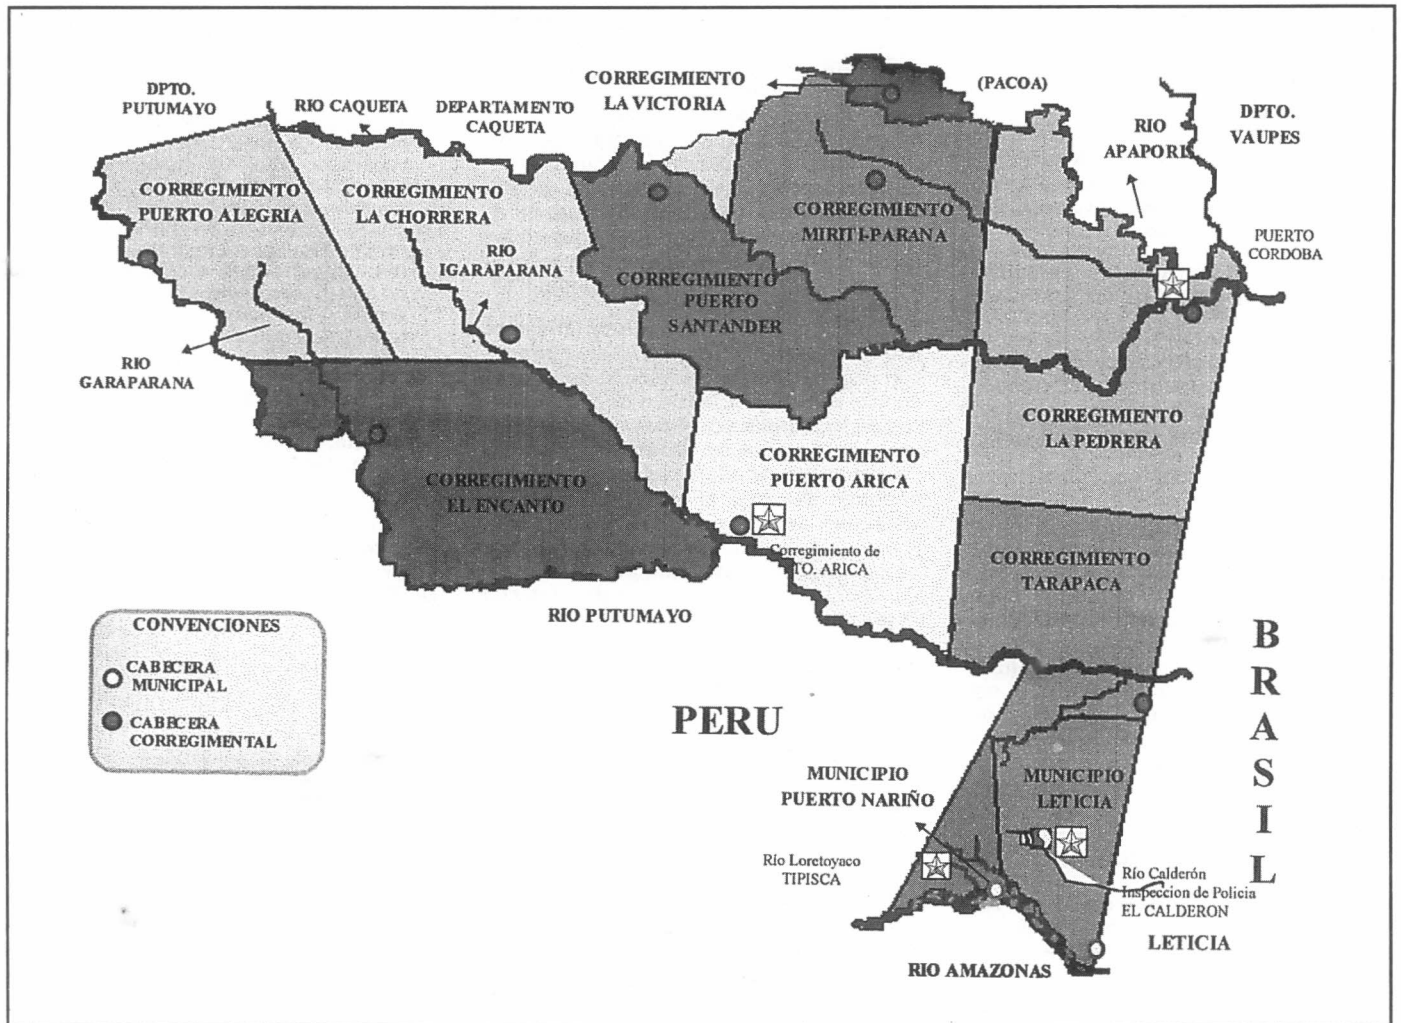 DPTO.
PUTUMAYO
RIO CAQUETA
DEPARTAMENTO
CAQUETA
CORREGIMIENTO
LA VICTORIA
(PACOA)
RIO
APAPORIS
DPTO.
VAUPES
CORREGIMIENTO
PUERTO ALEGRIA
CORREGIMIENTO
LA CHORRERA
RIO
IGARAPARANA
CORREGIMIENTO
MIRITI-PARANA
PUERTO
CORDOBA
CORREGIMIENTO
PUERTO
SANTANDER
RIO
GARAPARANA
CORREGIMIENTO
LA PEDRERA
CORREGIMIENTO
PUERTO ARICA
CORREGIMIENTO
EL ENCANTO
Corregimiento de
TO. ARICA
CORREGIMIENTO
TARAPACA
RIO PUTUMAYO
CONVENCIONES
CABECERA
MUNICIPAL
CABECERA
CORREGIMENTAL
PERU
BRASIL
MUNICIPIO
PUERTO NARIÑO
MUNICIPIO
LETICIA
Río Loretoyaco
TIPISCA
Río Calderón
Inspeccion de Policia
EL CALDERON
LETICIA
RIO AMAZONAS